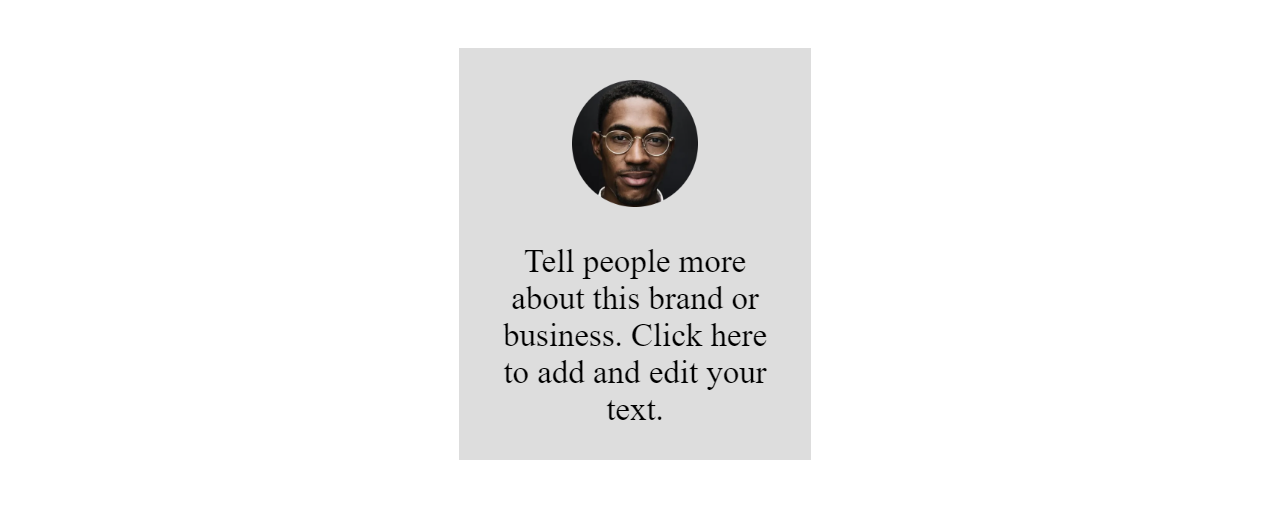 Tell people more
about this brand or
business. Click here
to add and edit your
text.